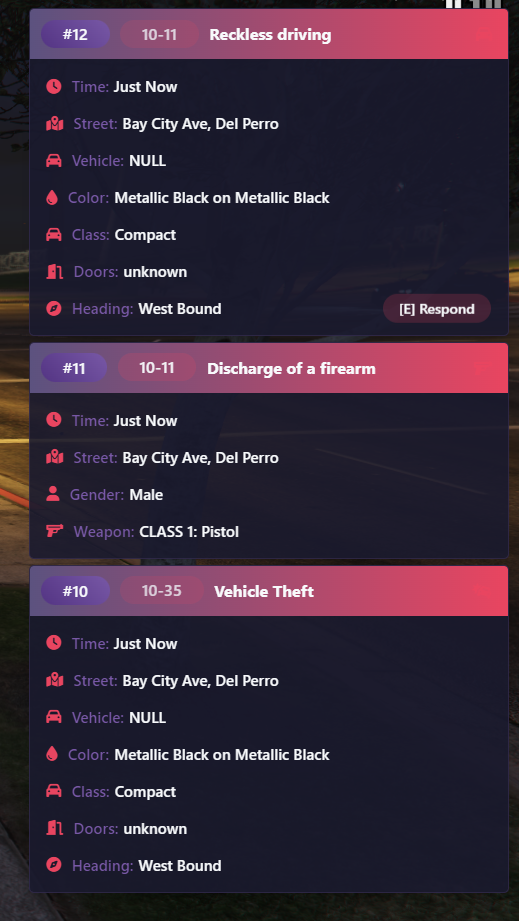 #12 10-11 Reckless driving
Time: Just Now
Street: Bay City Ave, Del Perro
Vehicle: NULL
Color: Metallic Black on Metallic Black
Class: Compact
Doors: unknown
Heading: West Bound
[E] Respond
#11 10-11 Discharge of a firearm
Time: Just Now
Street: Bay City Ave, Del Perro
Gender: Male
Weapon: CLASS 1: Pistol
#10 10-35 Vehicle Theft
Time: Just Now
Street: Bay City Ave, Del Perro
Vehicle: NULL
Color: Metallic Black on Metallic Black
Class: Compact
Doors: unknown
Heading: West Bound